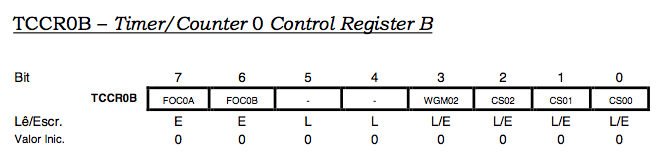 TCCR0B – Timer/Counter 0 Control Register B
Bit 7 6 5 4 3 2 1 0
TCCR0B FOC0A FOC0B - - WGM02 CS02 CS01 CS00
Lê/Escr. E E L L L/E L/E L/E L/E
Valor Inic. 0 0 0 0 0 0 0 0